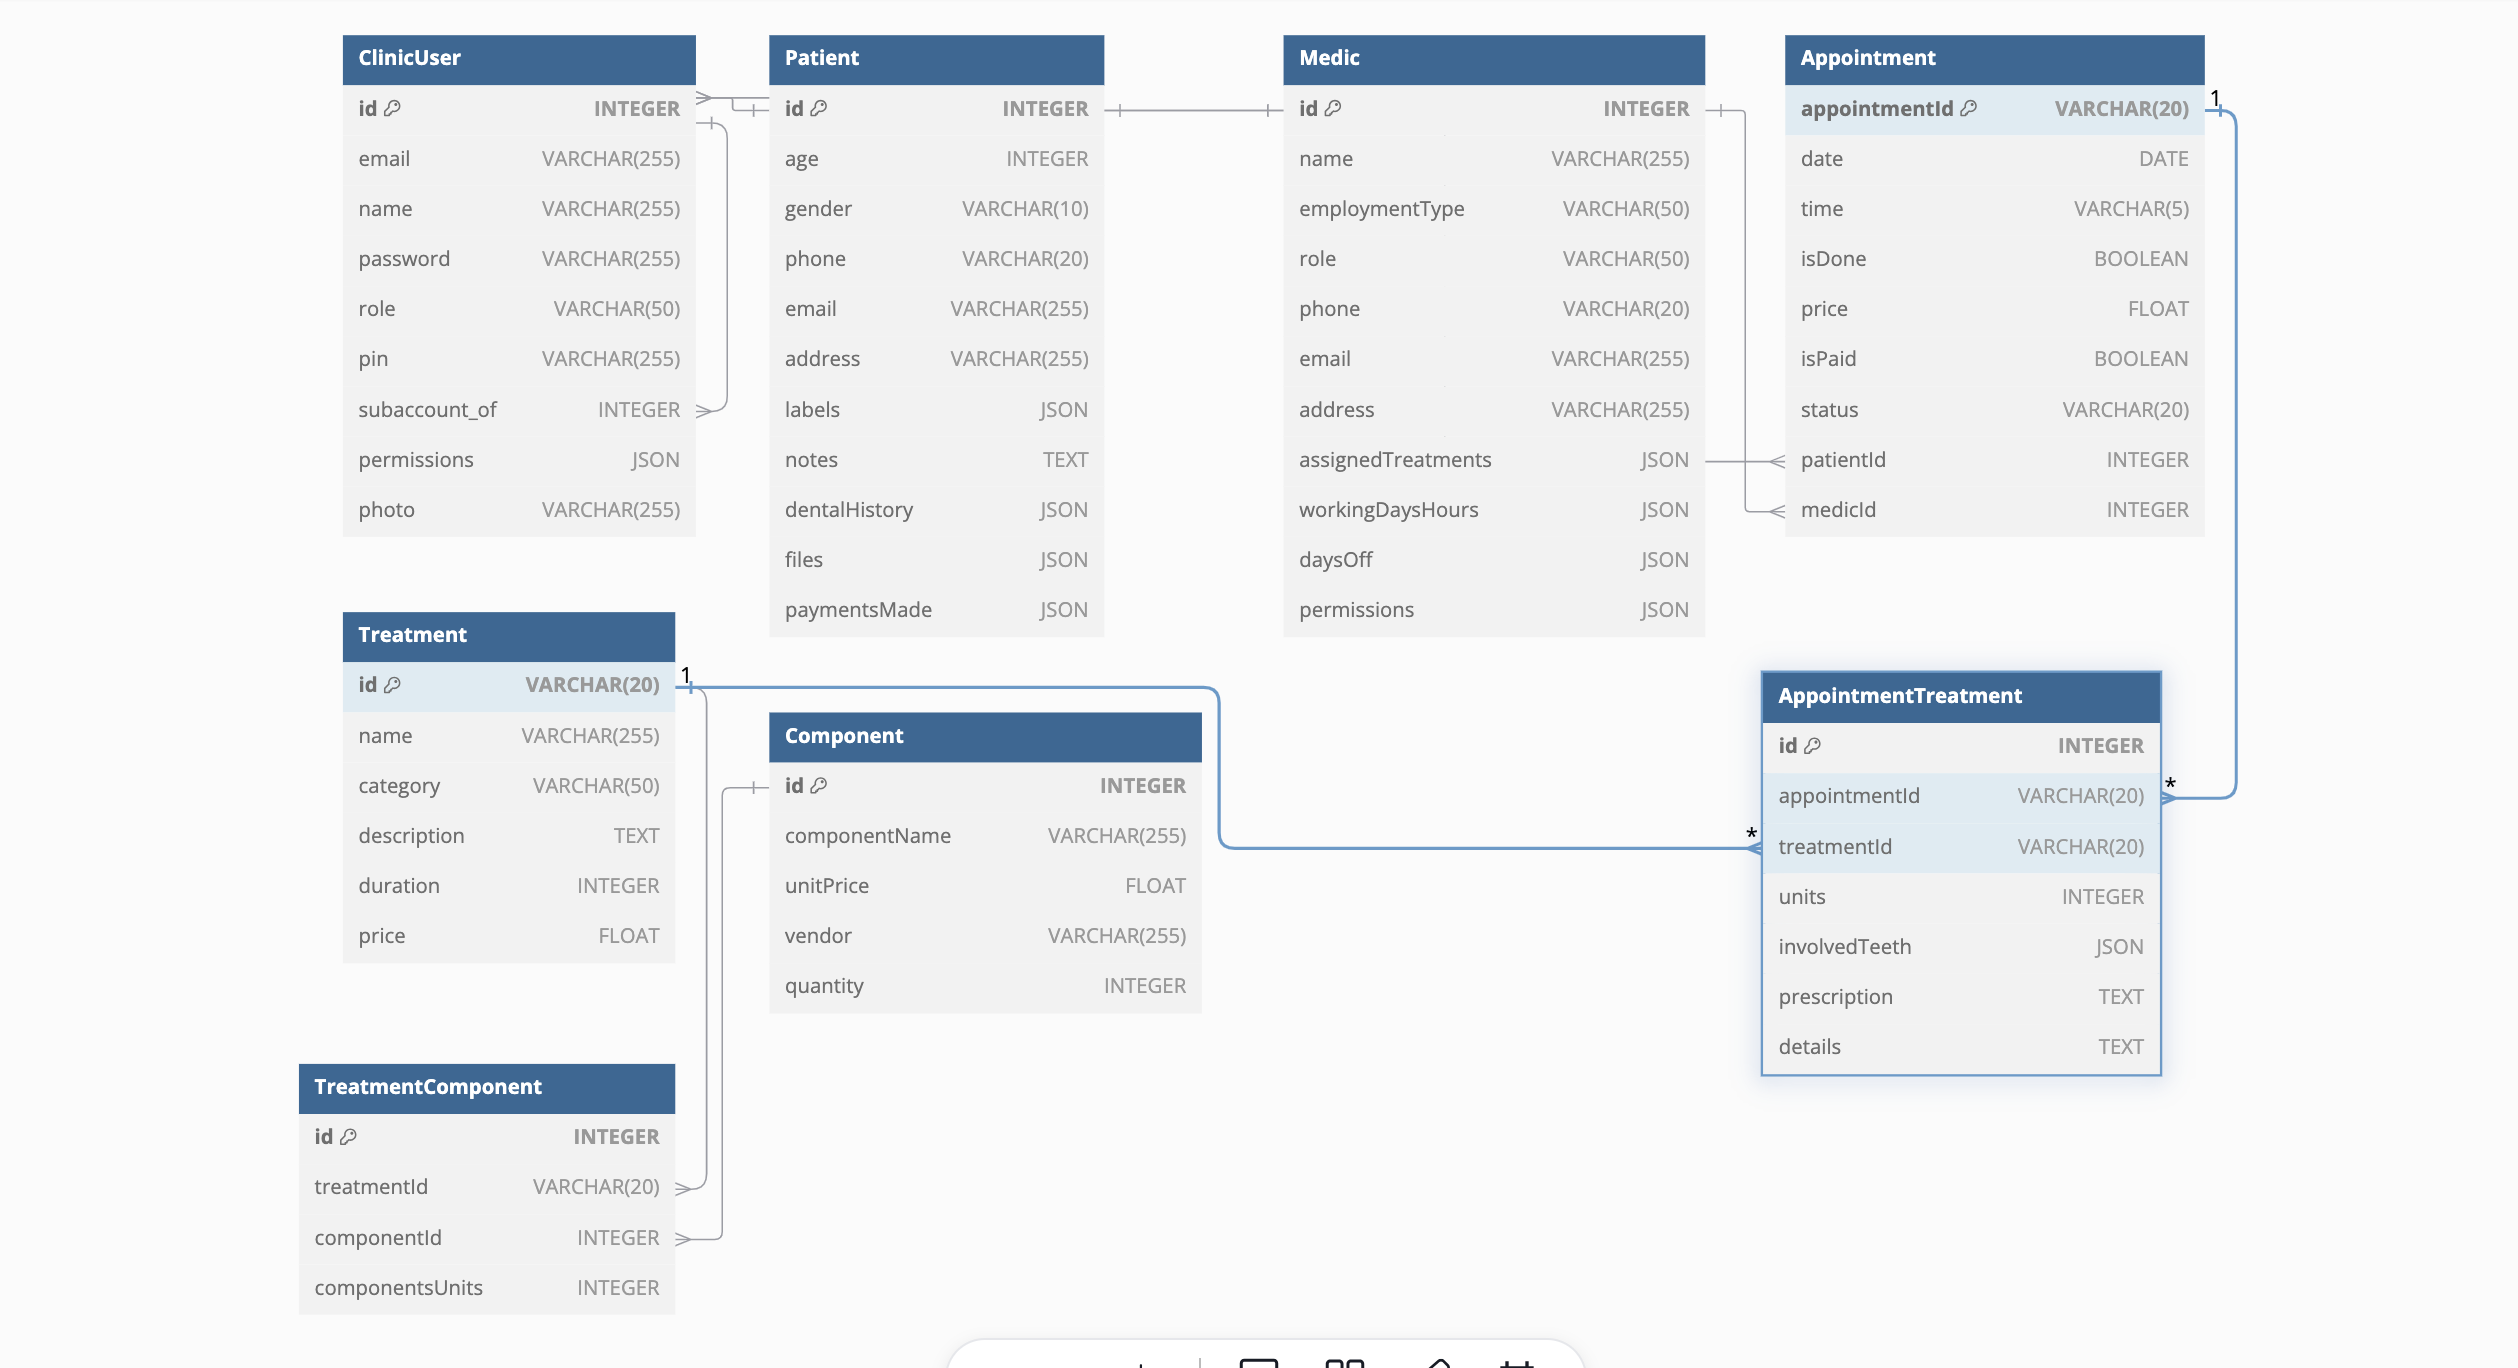 ClinicUser
id INTEGER
email VARCHAR(255)
name VARCHAR(255)
password VARCHAR(255)
role VARCHAR(50)
pin VARCHAR(255)
subaccount_of INTEGER
permissions JSON
photo VARCHAR(255)
Patient
id INTEGER
age INTEGER
gender VARCHAR(10)
phone VARCHAR(20)
email VARCHAR(255)
address VARCHAR(255)
labels JSON
notes TEXT
dentalHistory JSON
files JSON
paymentsMade JSON
Medic
id INTEGER
name VARCHAR(255)
employmentType VARCHAR(50)
role VARCHAR(50)
phone VARCHAR(20)
email VARCHAR(255)
address VARCHAR(255)
assignedTreatments JSON
workingDaysHours JSON
daysOff JSON
permissions JSON
Appointment
appointmentId VARCHAR(20) 1
date DATE
time VARCHAR(5)
isDone BOOLEAN
price FLOAT
isPaid BOOLEAN
status VARCHAR(20)
patientId INTEGER
medicId INTEGER
Treatment
id VARCHAR(20) 1
name VARCHAR(255)
category VARCHAR(50)
description TEXT
duration INTEGER
price FLOAT
Component
id INTEGER
componentName VARCHAR(255)
unitPrice FLOAT
vendor VARCHAR(255)
quantity INTEGER
AppointmentTreatment
id INTEGER
appointmentId VARCHAR(20) *
* treatmentId VARCHAR(20)
units INTEGER
involvedTeeth JSON
prescription TEXT
details TEXT
TreatmentComponent
id INTEGER
treatmentId VARCHAR(20)
componentId INTEGER
componentsUnits INTEGER